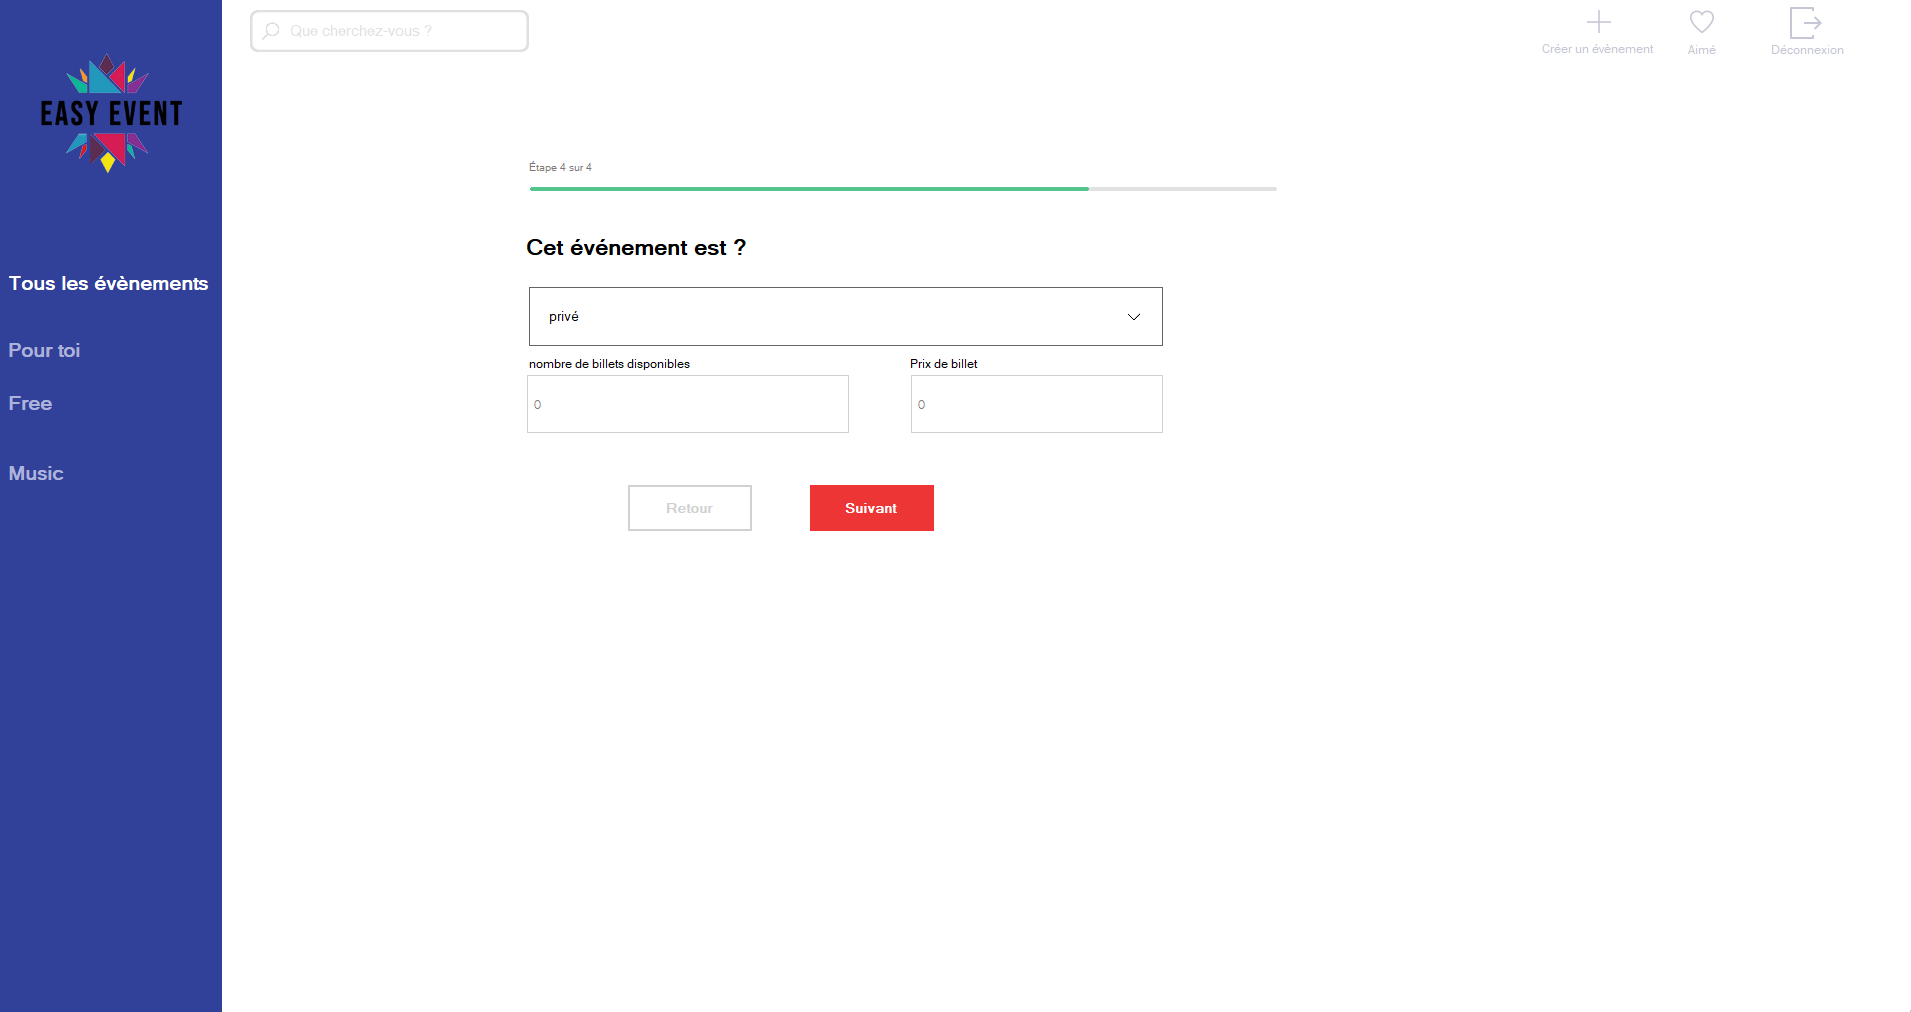 Que cherchez-vous ?
Créer un évènement
Aimé
Déconnexion
EASY EVENT
Tous les évènements
Pour toi
Free
Music
Étape 4 sur 4
Cet événement est ?
privé
nombre de billets disponibles
Prix de billet
0
0
Retour
Suivant